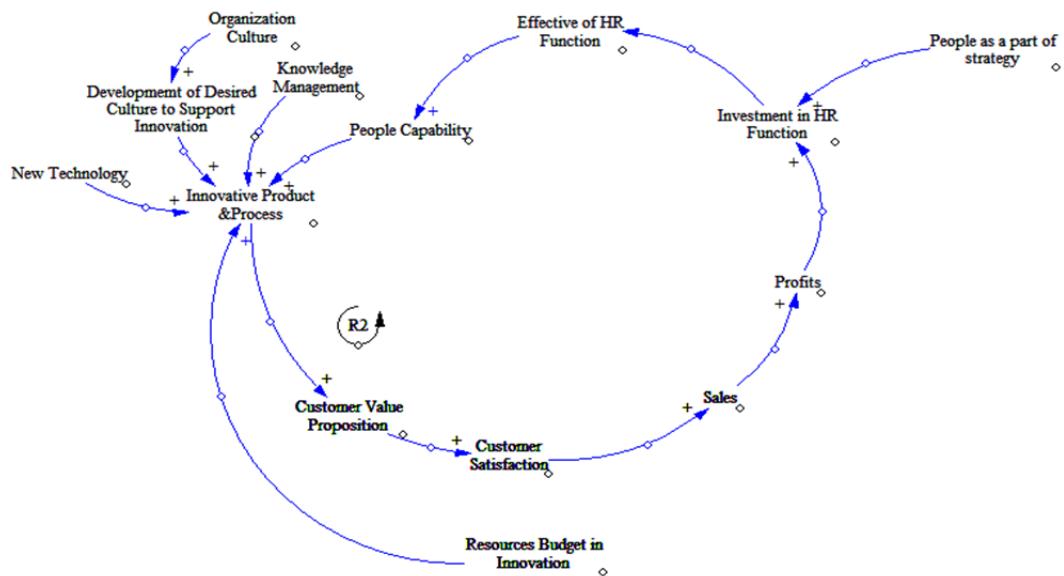 Organization
Culture
Effective of HR
Function
People as a part of
strategy
Knowledge
Management
Developmemt of Desired
Culture to Support
Innovation
People Capability
Investment in HR
Function
New Technology
Innovative Product
&Process
Profits
R2
Customer Value
Proposition
Sales
Customer
Satisfaction
Resources Budget in
Innovation